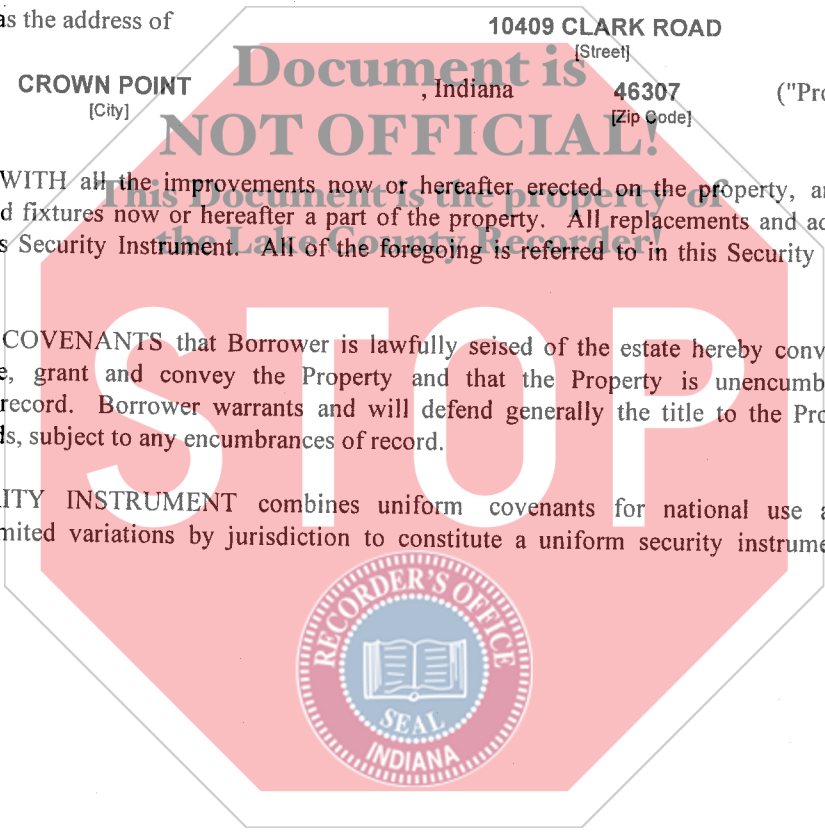 as the address of 10409 CLARK ROAD
[Street]
CROWN POINT , Indiana 46307 ("Pro
[City] [Zip Code]
Document is
NOT OFFICIAL!
This Document is the property of
the Lake County Recorder!
WITH all the improvements now or hereafter erected on the property, an
d fixtures now or hereafter a part of the property. All replacements and ad
s Security Instrument. All of the foregoing is referred to in this Security
COVENANTS that Borrower is lawfully seised of the estate hereby conv
e, grant and convey the Property and that the Property is unencumb
record. Borrower warrants and will defend generally the title to the Pro
ds, subject to any encumbrances of record.
STOP
ITY INSTRUMENT combines uniform covenants for national use a
mited variations by jurisdiction to constitute a uniform security instrume
RECORDER'S OFFICE
SEAL
INDIANA